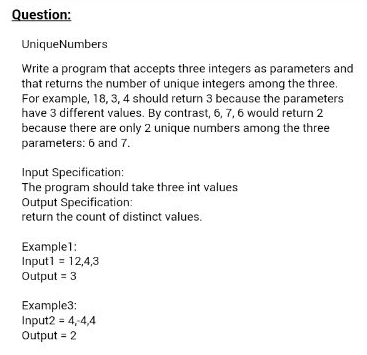 Question:
UniqueNumbers
Write a program that accepts three integers as parameters and
that returns the number of unique integers among the three.
For example, 18, 3, 4 should return 3 because the parameters
have 3 different values. By contrast, 6, 7, 6 would return 2
because there are only 2 unique numbers among the three
parameters: 6 and 7.
Input Specification:
The program should take three int values
Output Specification:
return the count of distinct values.
Example1:
Input1 = 12,4,3
Output = 3
Example3:
Input2 = 4,-4,4
Output = 2